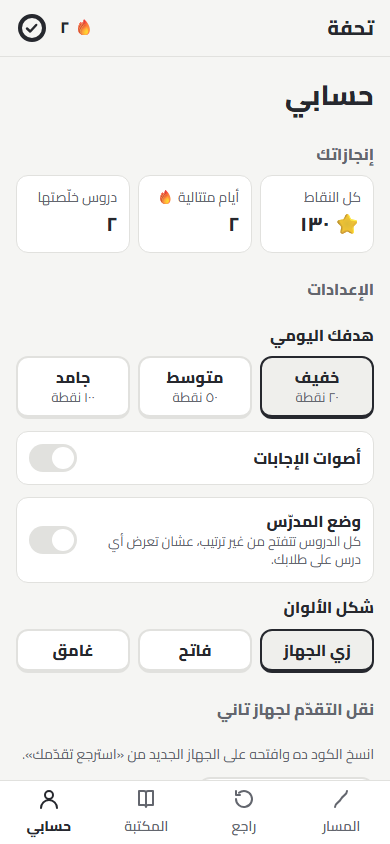 تحفة
٢
حسابي
إنجازاتك
كل النقاط
١٣٠
أيام متتالية
٢
دروس خلّصتها
٢
الإعدادات
هدفك اليومي
خفيف
٢٠ نقطة
متوسط
٥٠ نقطة
جامد
١٠٠ نقطة
أصوات الإجابات
وضع المدرّس
كل الدروس تتفتح من غير ترتيب، عشان تعرض أي
درس على طلابك.
شكل الألوان
زي الجهاز
فاتح
غامق
نقل التقدّم لجهاز تاني
انسخ الكود ده وافتحه على الجهاز الجديد من «استرجع تقدّمك».
المسار
راجع
المكتبة
حسابي